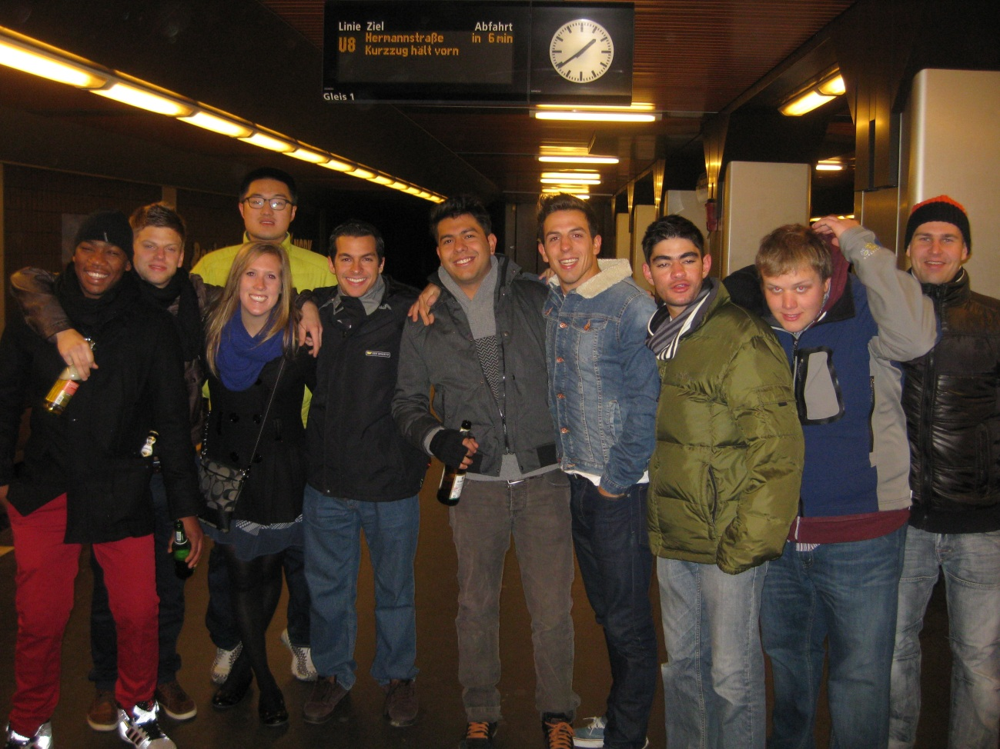 Linie Ziel Abfahrt
U8 Hermannstraße in 6 min
Kurzzug hält vorn
Gleis 1